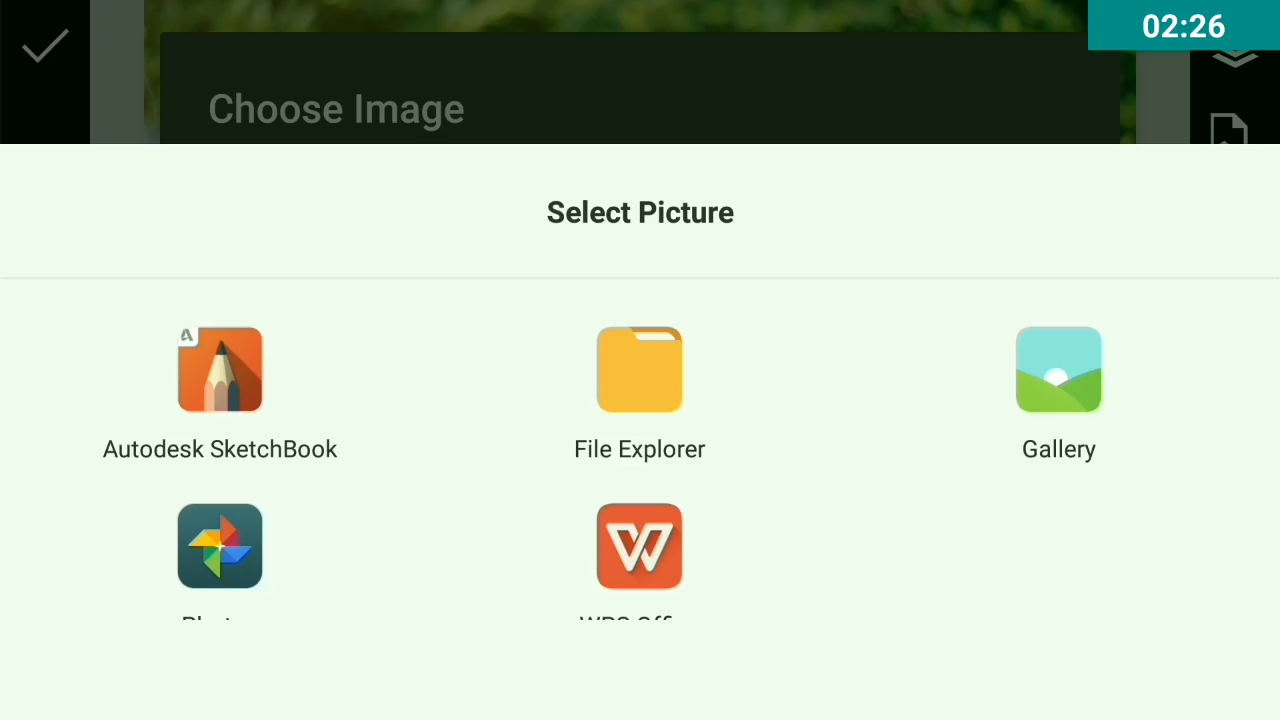 02:26
Choose Image
Select Picture
Autodesk SketchBook
File Explorer
Gallery